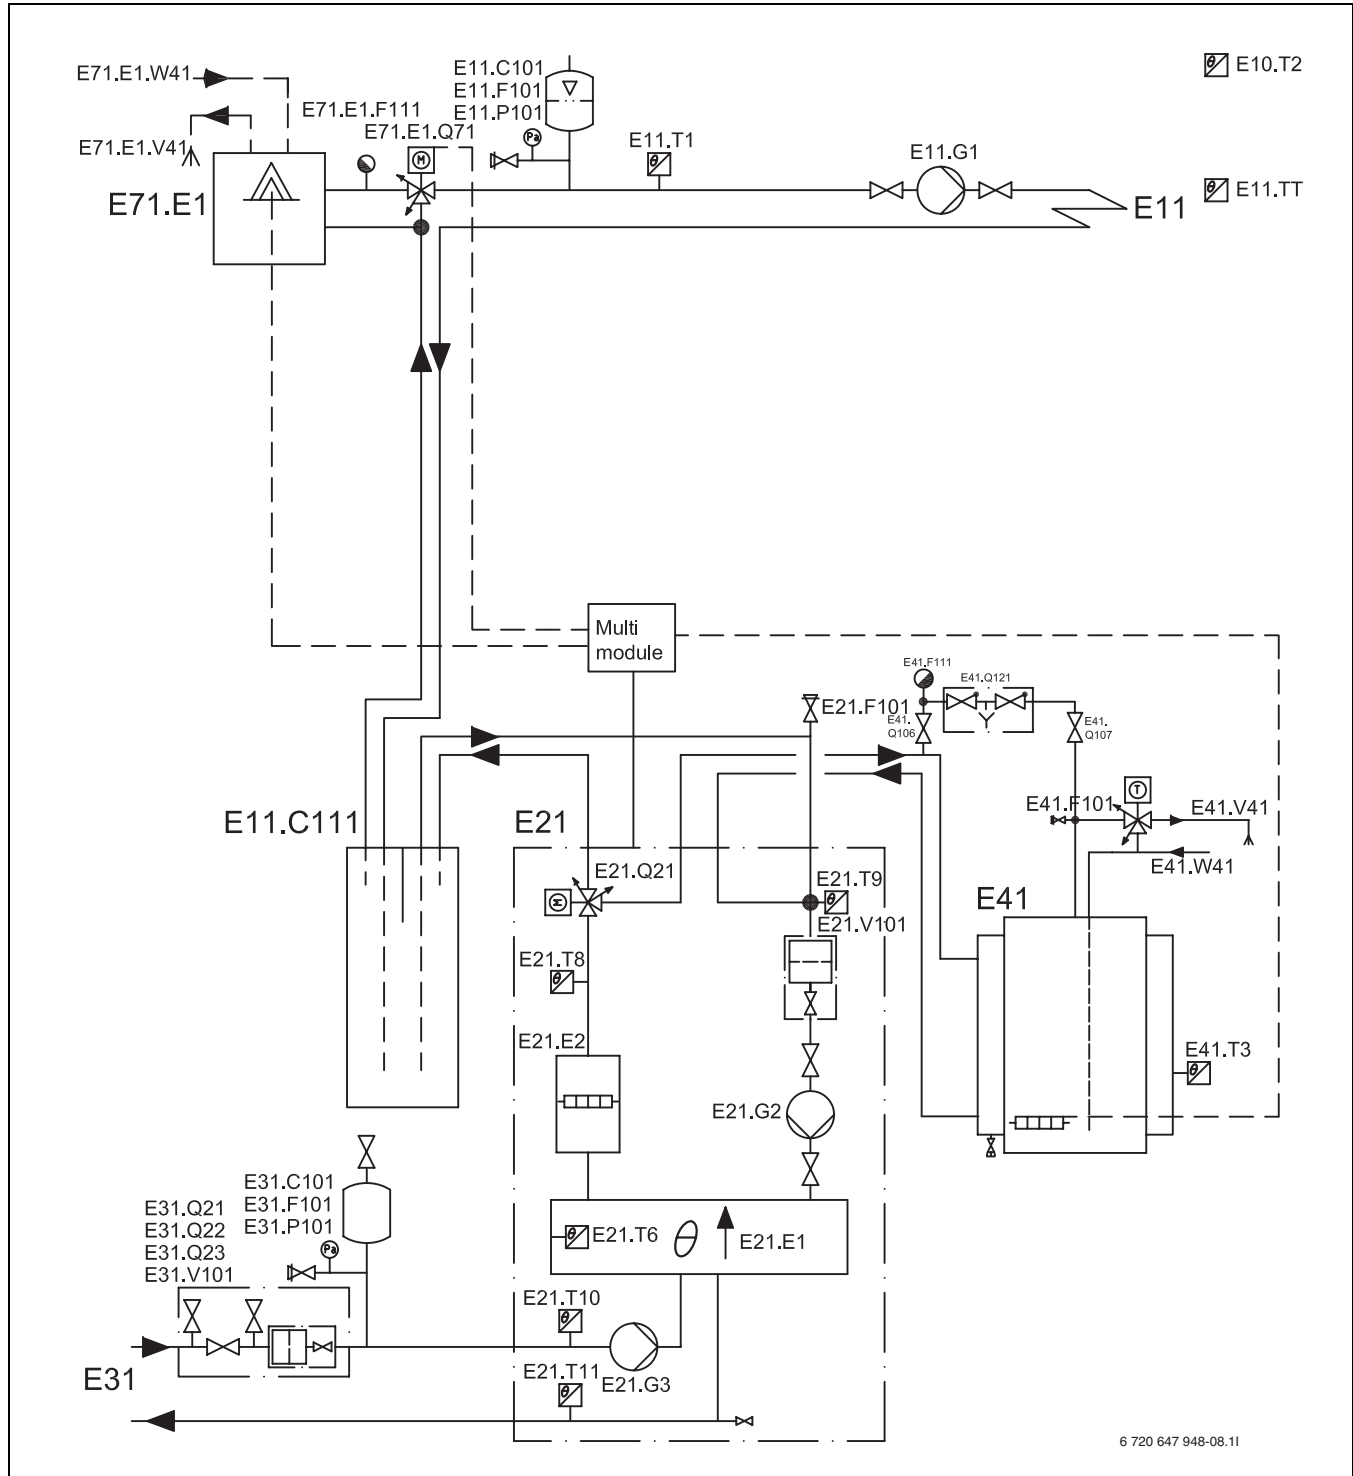 E71.E1.W41
E71.E1.V41
E71.E1.F111
E71.E1.Q71
E71.E1
M
E11.C101
E11.F101
E11.P101
Pa
E11.T1
θ
E11.G1
E11
θ
E10.T2
θ
E11.TT
Multi
module
E41.F111
E41.Q121
E21.F101
E41.
Q106
E41.
Q107
E11.C111
E21
E21.Q21
M
E41.F101
T
E41.V41
E41.W41
E21.T9
θ
E21.V101
E41
E21.T8
θ
E21.E2
E21.G2
E41.T3
θ
E31.C101
E31.F101
E31.P101
Pa
E31.Q21
E31.Q22
E31.Q23
E31.V101
θ
E21.T6
θ
E21.E1
E21.T10
θ
E21.T11
θ
E21.G3
E31
6 720 647 948-08.1I